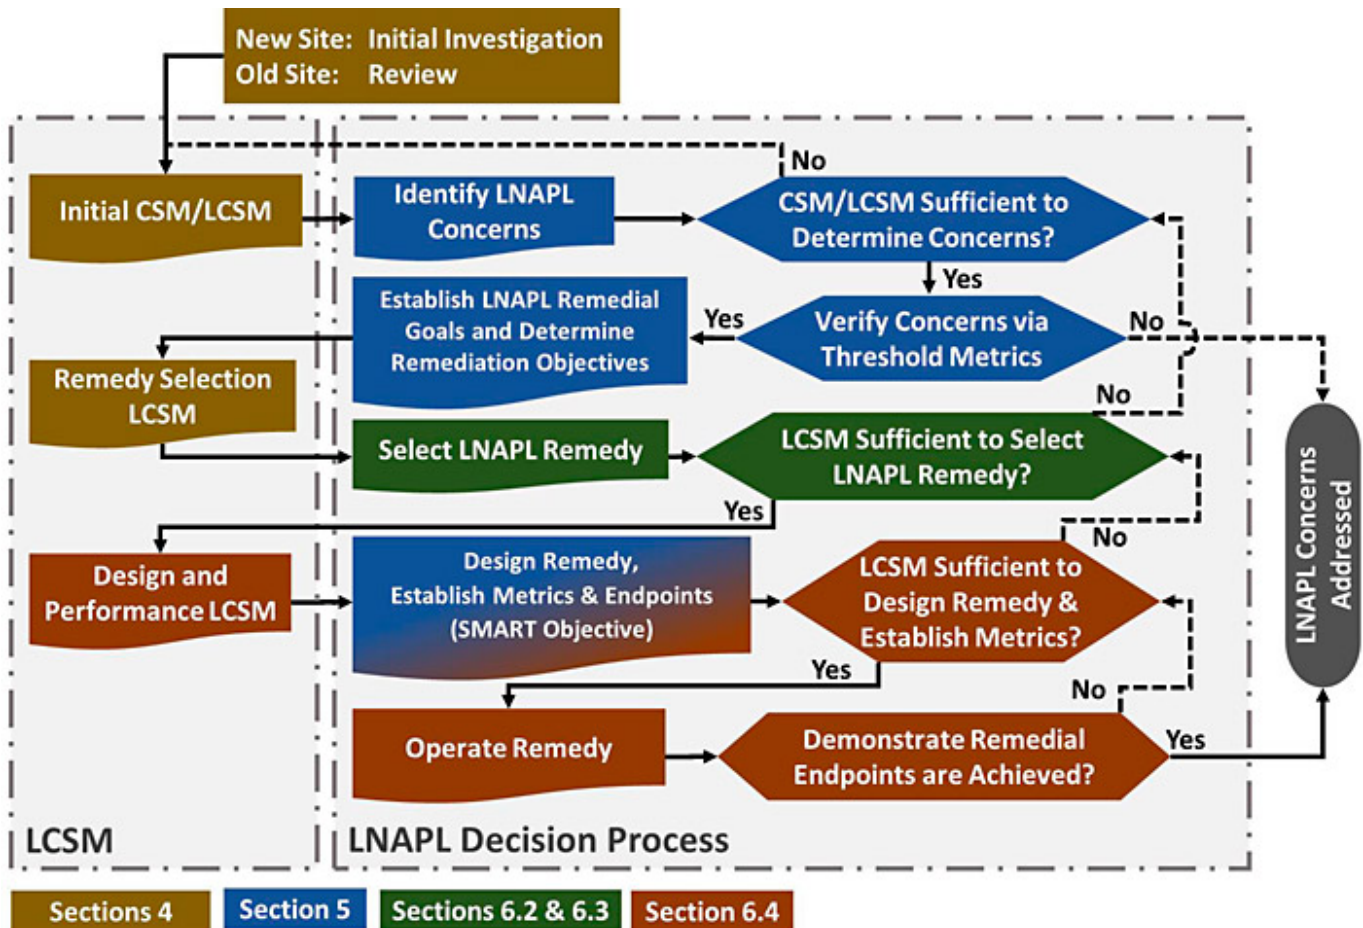 New Site: Initial Investigation
Old Site: Review
No
Initial CSM/LCSM
Identify LNAPL
Concerns
CSM/LCSM Sufficient to
Determine Concerns?
Yes
Establish LNAPL Remedial
Goals and Determine
Remediation Objectives
Yes
Verify Concerns via
Threshold Metrics
No
Remedy Selection
LCSM
No
Select LNAPL Remedy
LCSM Sufficient to Select
LNAPL Remedy?
Yes
No
Design and
Performance LCSM
Design Remedy,
Establish Metrics & Endpoints
(SMART Objective)
LCSM Sufficient to
Design Remedy &
Establish Metrics?
Yes
No
Operate Remedy
Demonstrate Remedial
Endpoints are Achieved?
Yes
LNAPL Concerns
Addressed
LCSM
LNAPL Decision Process
Sections 4
Section 5
Sections 6.2 & 6.3
Section 6.4